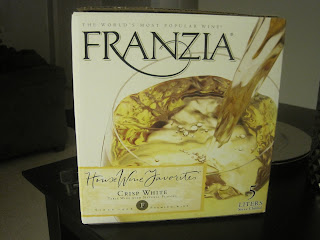 THE WORLD'S MOST POPULAR WINE
FRANZIA
House Wine Favorites
CRISP WHITE
5
LITERS